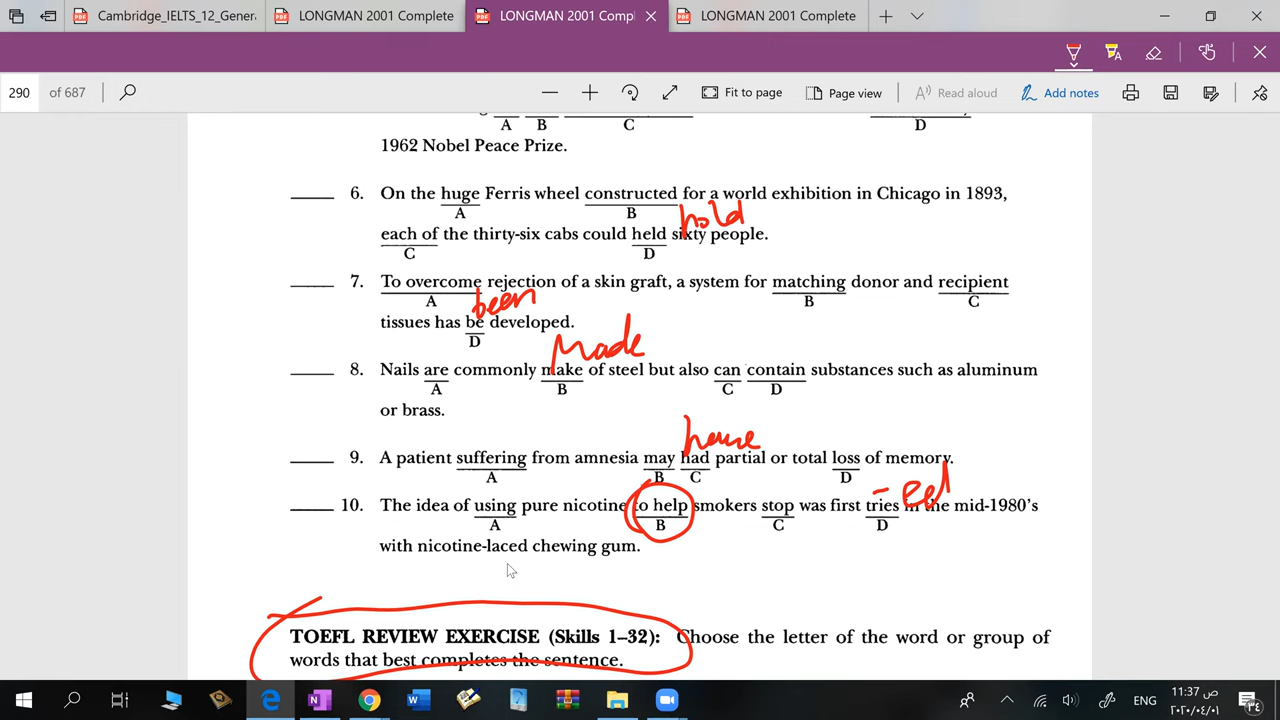 Cambridge_IELTS_12_Genera LONGMAN 2001 Complete LONGMAN 2001 Compl LONGMAN 2001 Complete
290 of 687 Fit to page Page view Read aloud Add notes
A B C D
1962 Nobel Peace Prize.
6. On the huge Ferris wheel constructed for a world exhibition in Chicago in 1893,
A B
hold
each of the thirty-six cabs could held sixty people.
C D
7. To overcome rejection of a skin graft, a system for matching donor and recipient
A B C
been
tissues has be developed.
D
made
8. Nails are commonly make of steel but also can contain substances such as aluminum
A B C D
or brass.
have
9. A patient suffering from amnesia may had partial or total loss of memory.
A B C D
-ed
10. The idea of using pure nicotine to help smokers stop was first tries in the mid-1980's
A B C D
with nicotine-laced chewing gum.
TOEFL REVIEW EXERCISE (Skills 1–32): Choose the letter of the word or group of
words that best completes the sentence.
ENG 11:37 ص
٢٠٢٠/٠٤/٠١